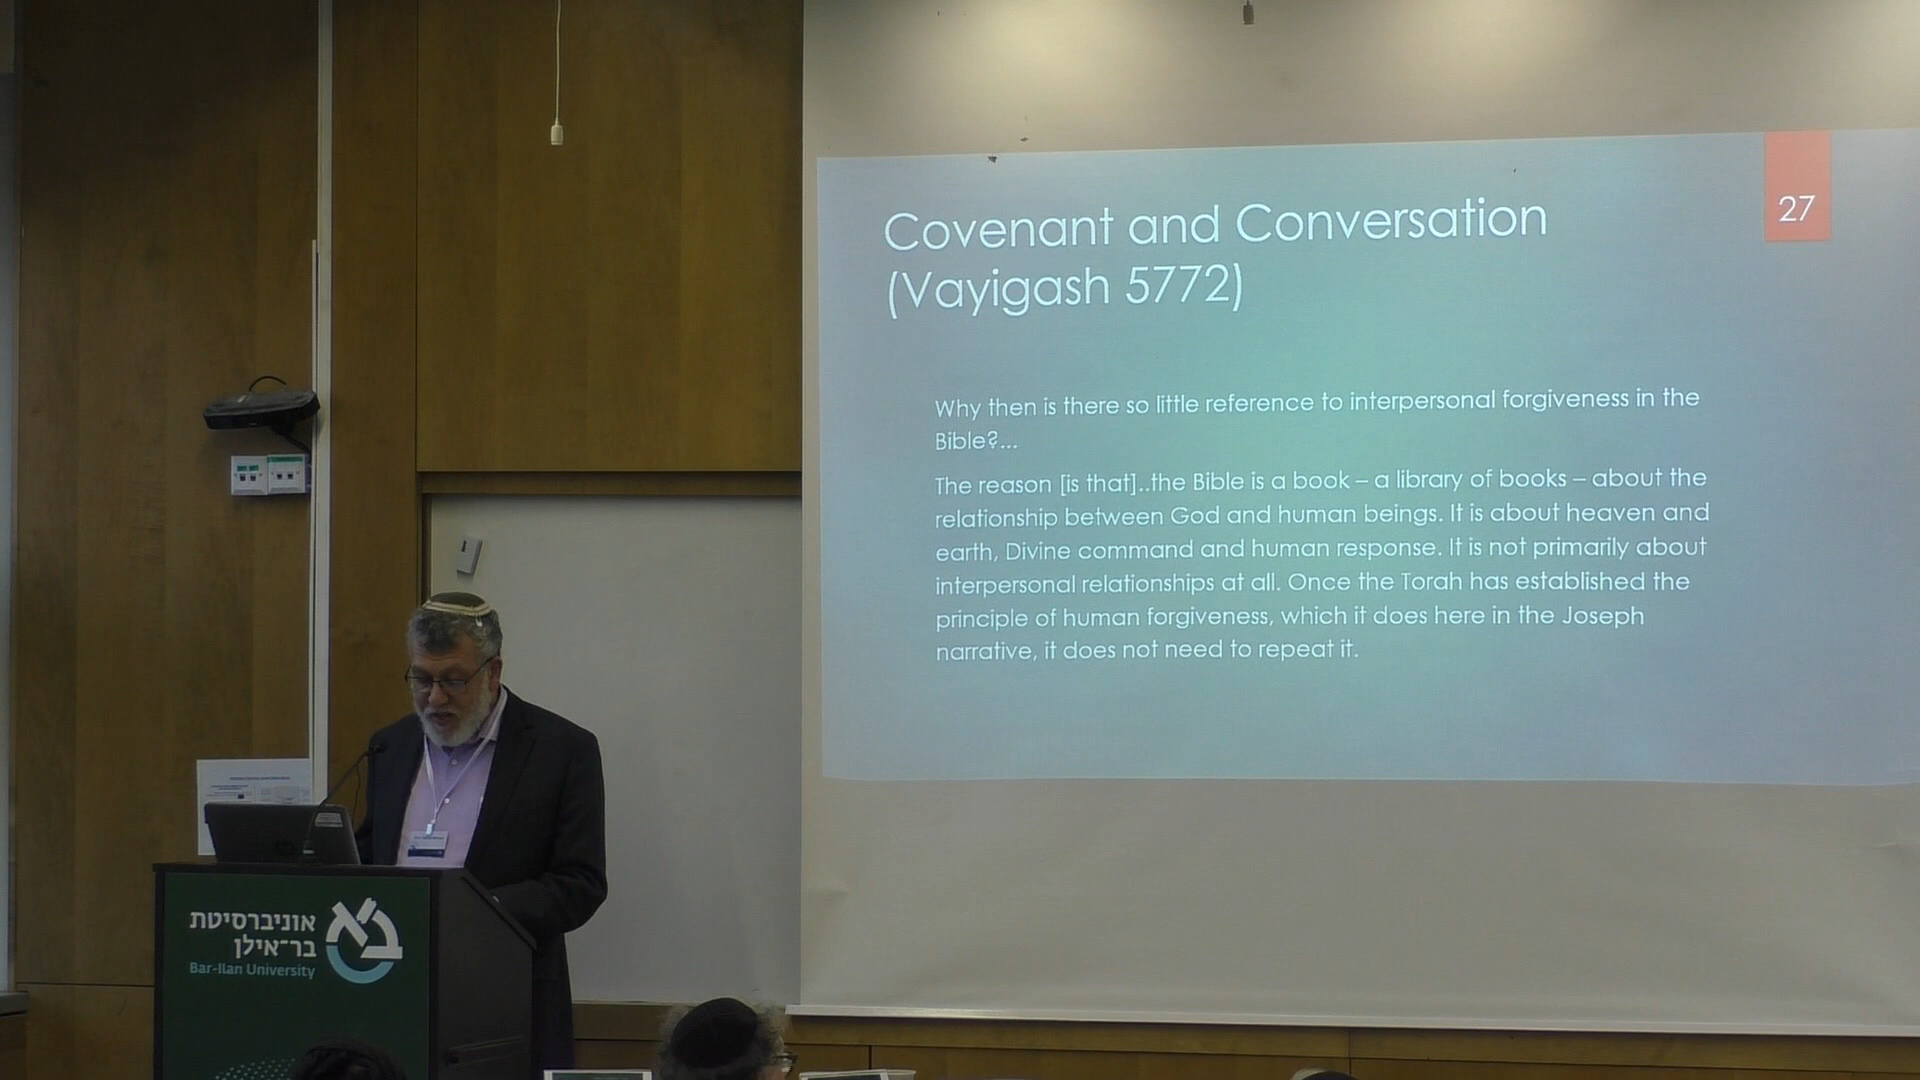 27
Covenant and Conversation
(Vayigash 5772)
Why then is there so little reference to interpersonal forgiveness in the
Bible?...
The reason [is that]..the Bible is a book – a library of books – about the
relationship between God and human beings. It is about heaven and
earth, Divine command and human response. It is not primarily about
interpersonal relationships at all. Once the Torah has established the
principle of human forgiveness, which it does here in the Joseph
narrative, it does not need to repeat it.
אוניברסיטת
בר־אילן
Bar-Ilan University